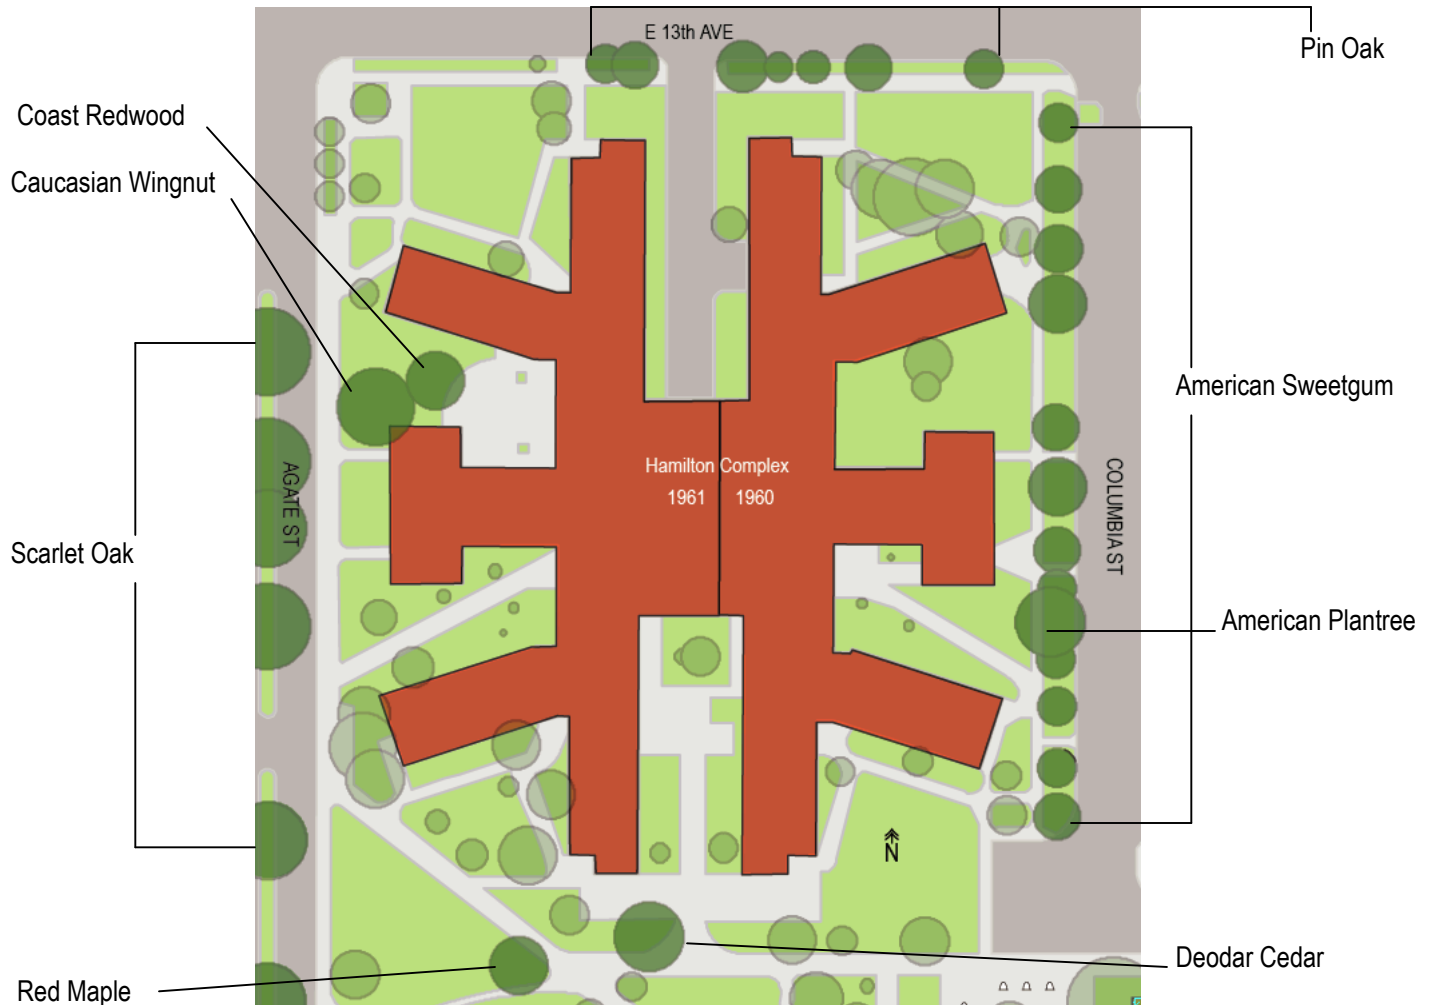 E 13th AVE
Pin Oak
Coast Redwood
Caucasian Wingnut
American Sweetgum
Hamilton Complex
1961 1960
AGATE ST
COLUMBIA ST
Scarlet Oak
American Plantree
N
Deodar Cedar
Red Maple